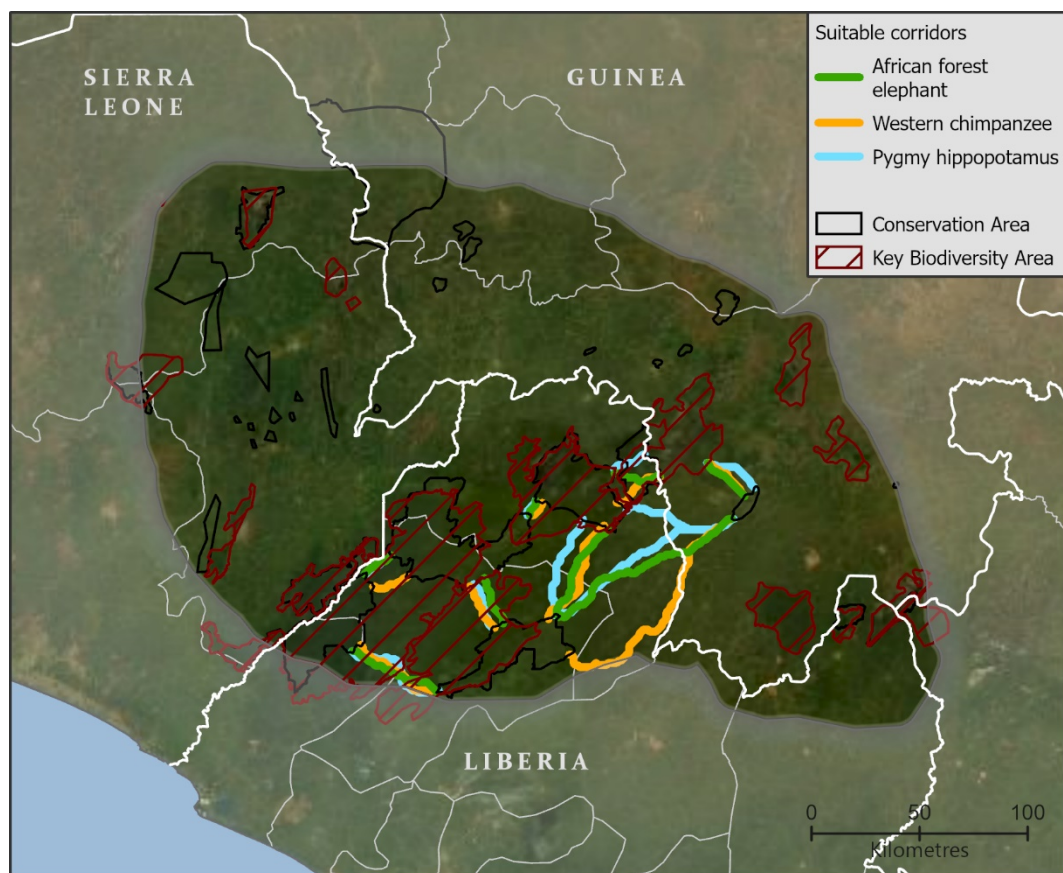 SIERRA
LEONE
GUINEA
LIBERIA
Suitable corridors
African forest
elephant
Western chimpanzee
Pygmy hippopotamus
Conservation Area
Key Biodiversity Area
0 50 100
Kilometres